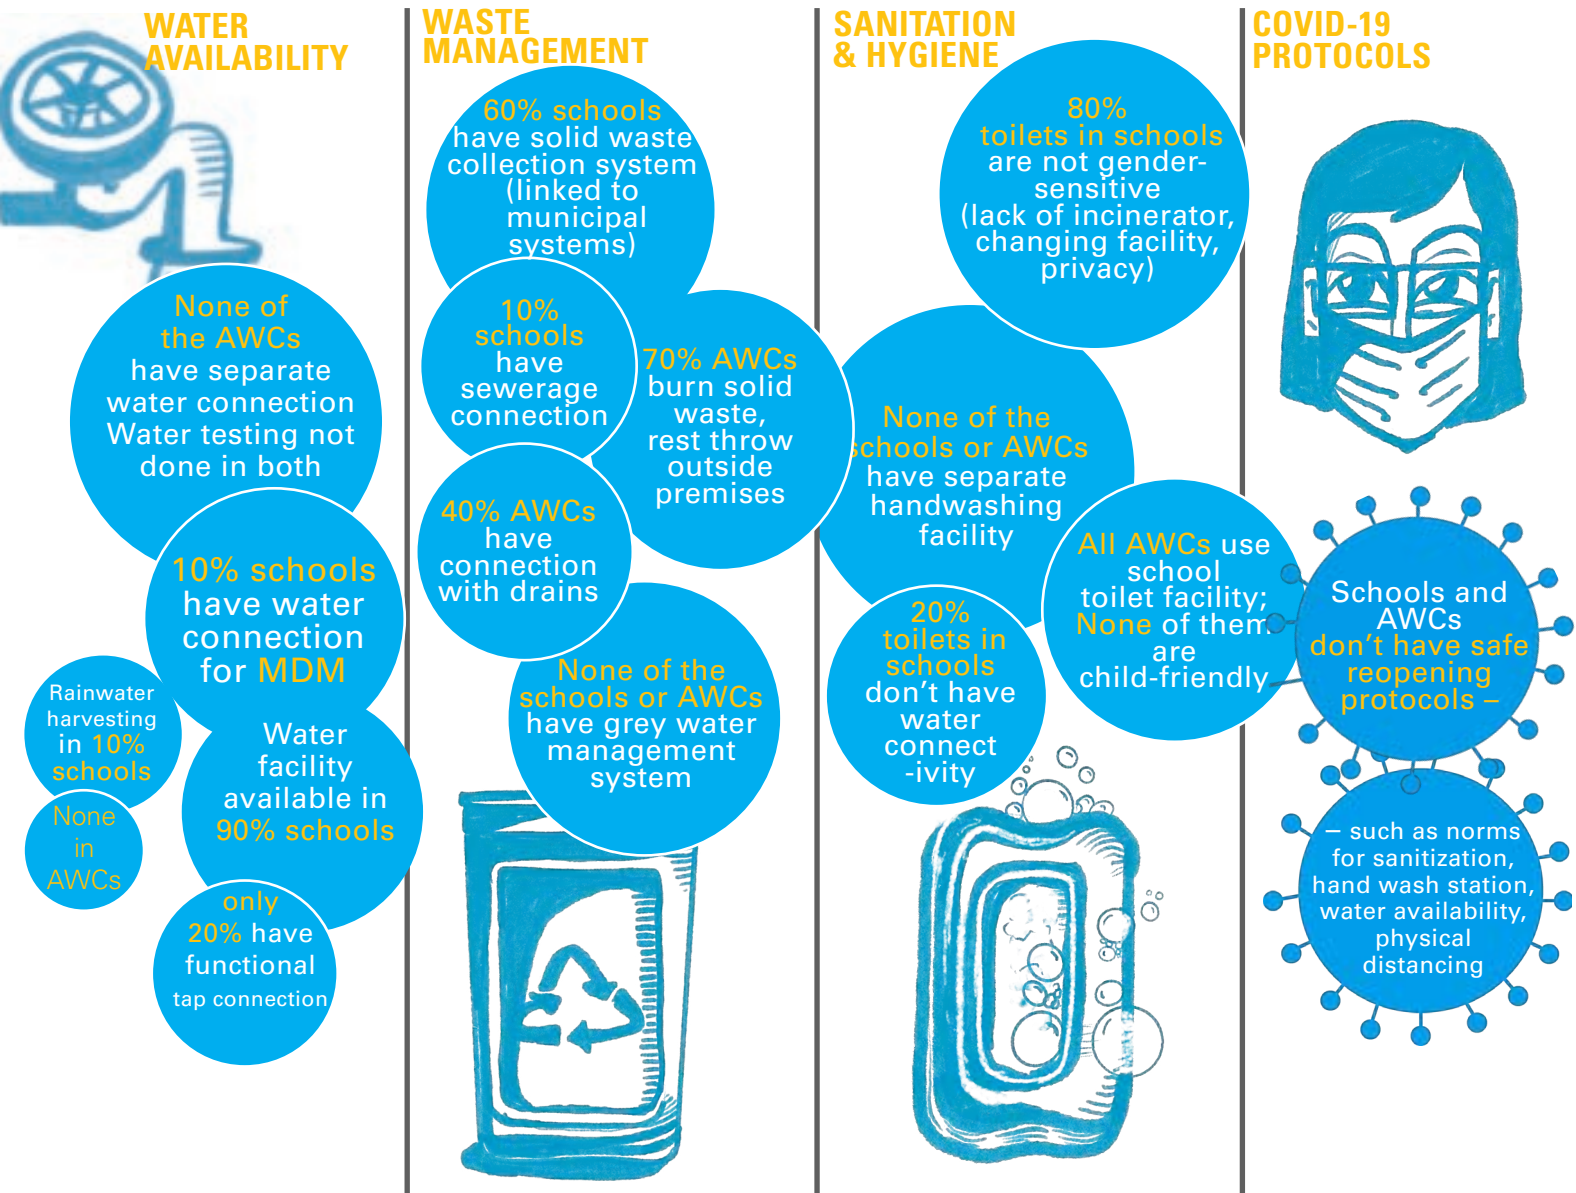 WATER
AVAILABILITY
None of
the AWCs
have separate
water connection
Water testing not
done in both
10% schools
have water
connection
for MDM
Rainwater
harvesting
in 10%
schools
None
in
AWCs
Water
facility
available in
90% schools
only
20% have
functional
tap connection
WASTE
MANAGEMENT
60% schools
have solid waste
collection system
(linked to
municipal
systems)
10%
schools
have
sewerage
connection
70% AWCs
burn solid
waste,
rest throw
outside
premises
40% AWCs
have
connection
with drains
None of the
schools or AWCs
have grey water
management
system
SANITATION
& HYGIENE
80%
toilets in schools
are not gender-
sensitive
(lack of incinerator,
changing facility,
privacy)
None of the
schools or AWCs
have separate
handwashing
facility
All AWCs use
school
toilet facility;
None of them
are
child-friendly
20%
toilets in
schools
don't have
water
connect
-ivity
COVID-19
PROTOCOLS
Schools and
AWCs
don't have safe
reopening
protocols –
– such as norms
for sanitization,
hand wash station,
water availability,
physical
distancing